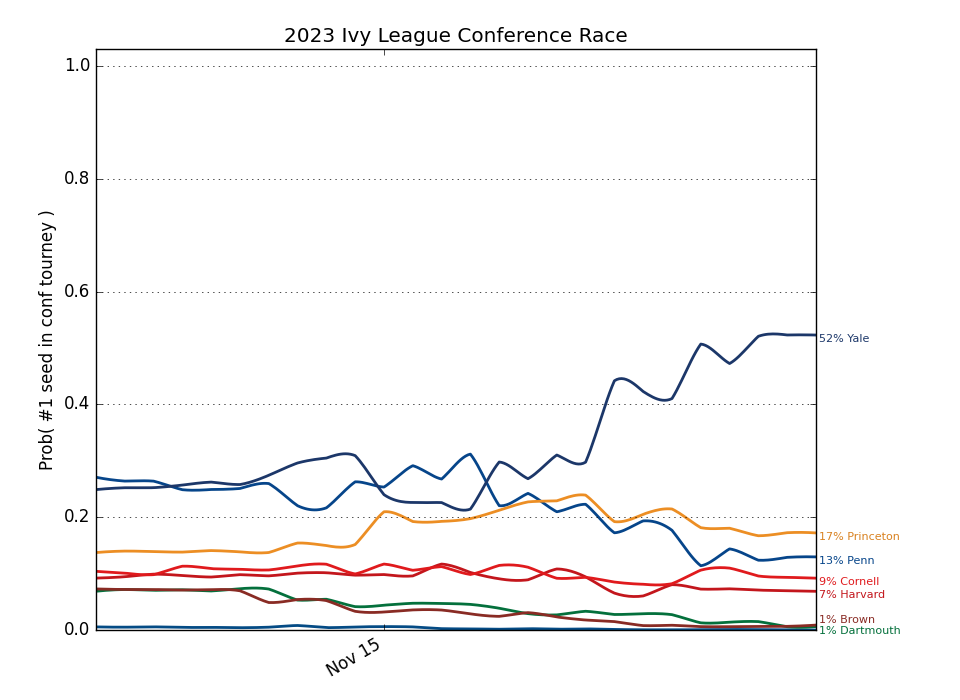 2023 Ivy League Conference Race
Prob( #1 seed in conf tourney )
1.0
0.8
0.6
0.4
0.2
0.0
Nov 15
52% Yale
17% Princeton
13% Penn
9% Cornell
7% Harvard
1% Brown
1% Dartmouth